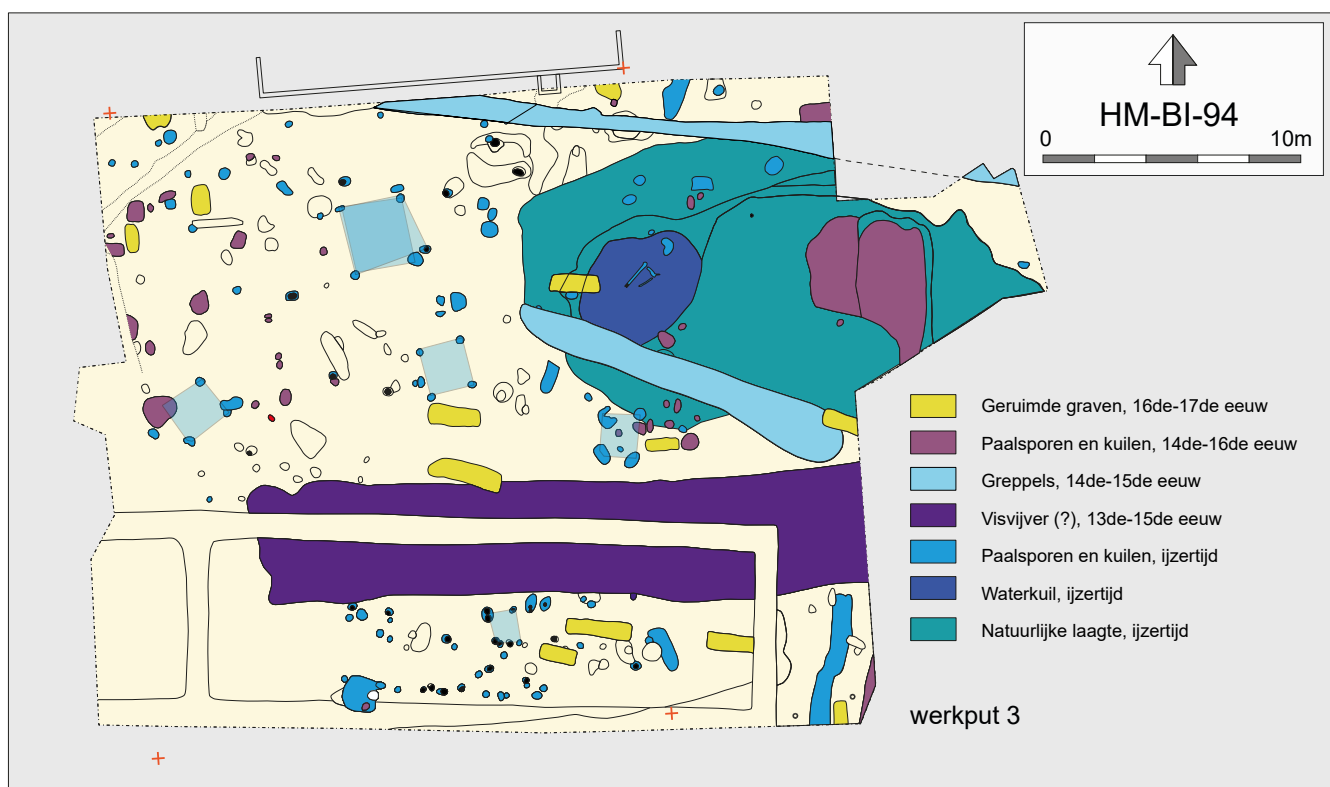 HM-BI-94
0 10m
Geruimde graven, 16de-17de eeuw
Paalsporen en kuilen, 14de-16de eeuw
Greppels, 14de-15de eeuw
Visvijver (?), 13de-15de eeuw
Paalsporen en kuilen, ijzertijd
Waterkuil, ijzertijd
Natuurlijke laagte, ijzertijd
werkput 3